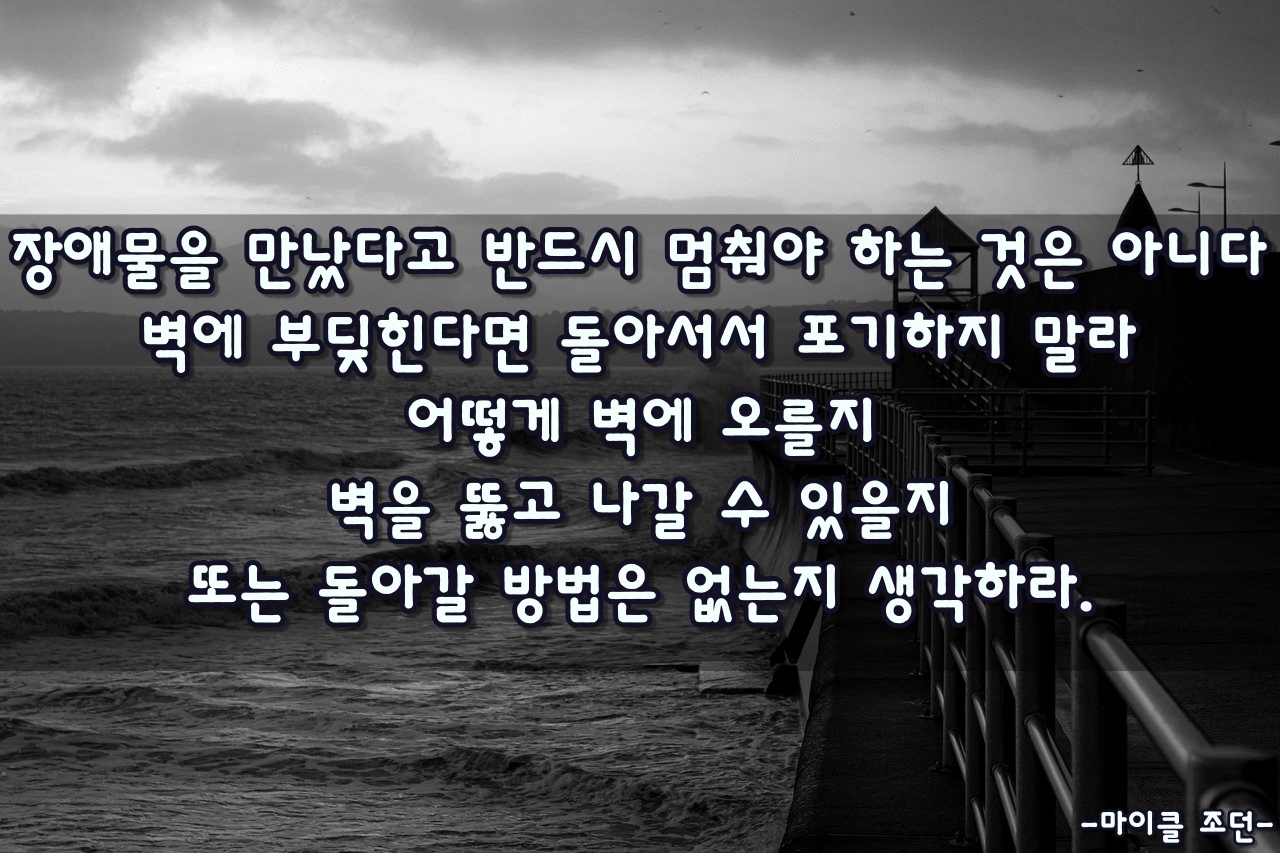 장애물을 만났다고 반드시 멈춰야 하는 것은 아니다
벽에 부딪힌다면 돌아서서 포기하지 말라
어떻게 벽에 오를지
벽을 뚫고 나갈 수 있을지
또는 돌아갈 방법은 없는지 생각하라.
-마이클 조던-